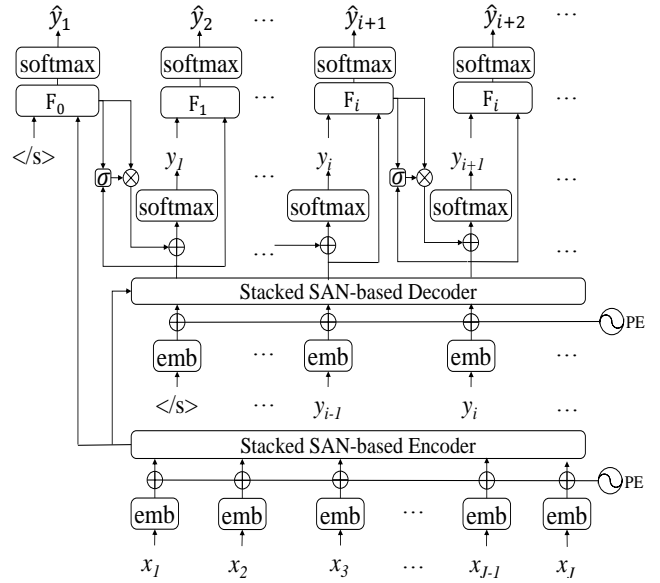 ŷ1 ŷ2 ⋯ ŷi+1 ŷi+2 ⋯
softmax softmax softmax softmax
F0 F1 ⋯ Fi Fi ⋯
</s> y1 ⋯ yi yi+1 ⋯
σ σ
softmax softmax softmax
⋯ ⋯
Stacked SAN-based Decoder
PE
emb ⋯ emb emb ⋯
</s> ⋯ yi-1 yi ⋯
Stacked SAN-based Encoder
PE
emb emb emb ⋯ emb emb
x1 x2 x3 ⋯ xJ-1 xJ